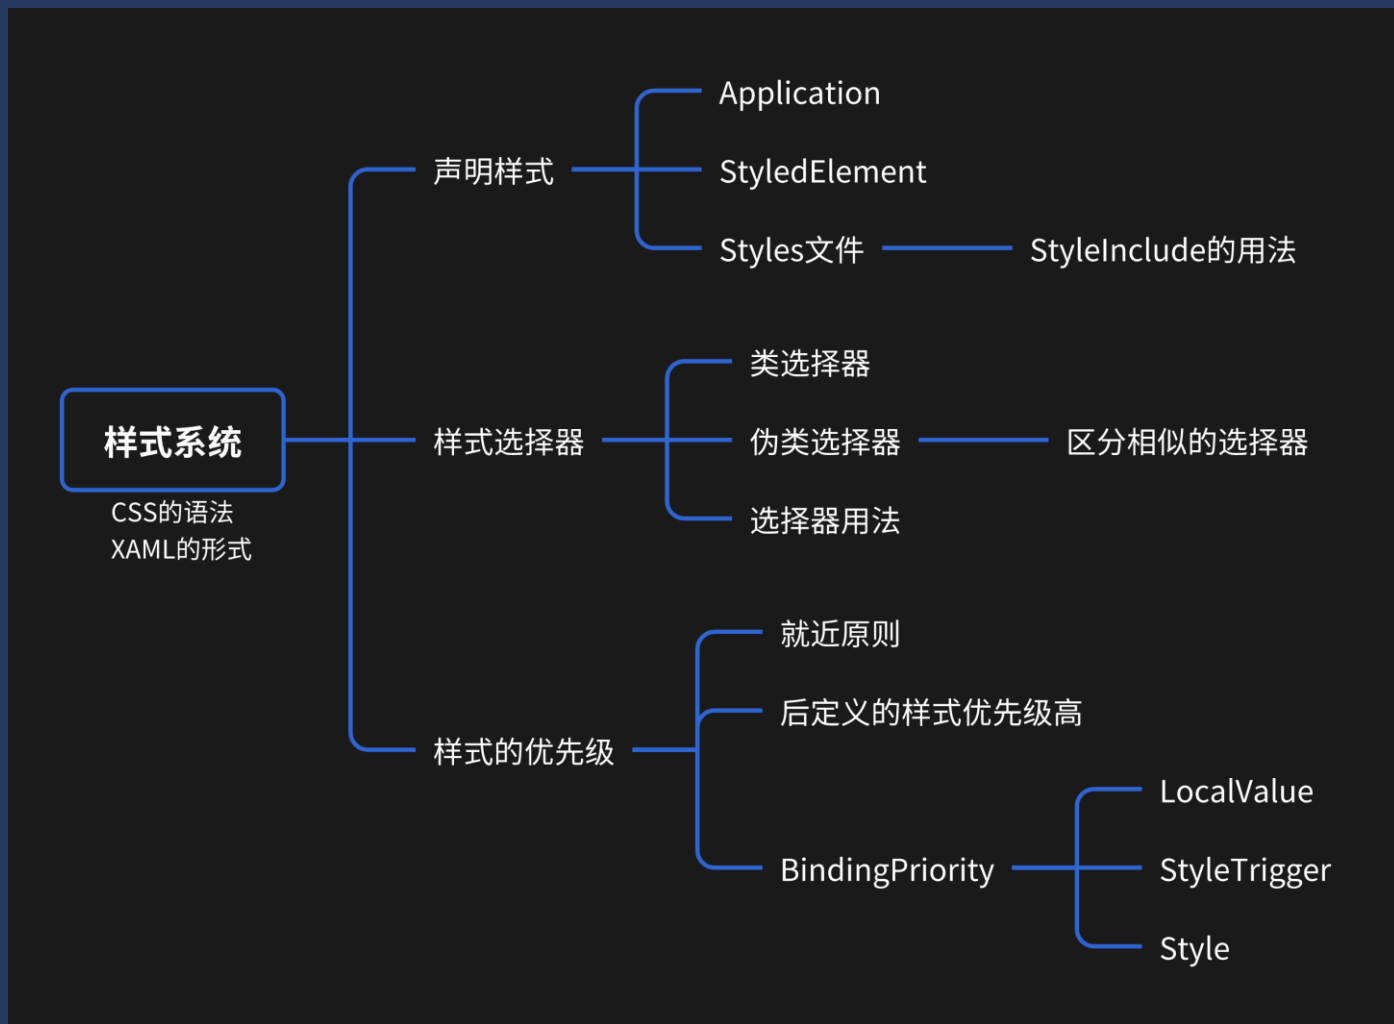 样式系统
CSS的语法
XAML的形式
声明样式
Application
StyledElement
Styles文件
StyleInclude的用法
样式选择器
类选择器
伪类选择器
区分相似的选择器
选择器用法
样式的优先级
就近原则
后定义的样式优先级高
BindingPriority
LocalValue
StyleTrigger
Style